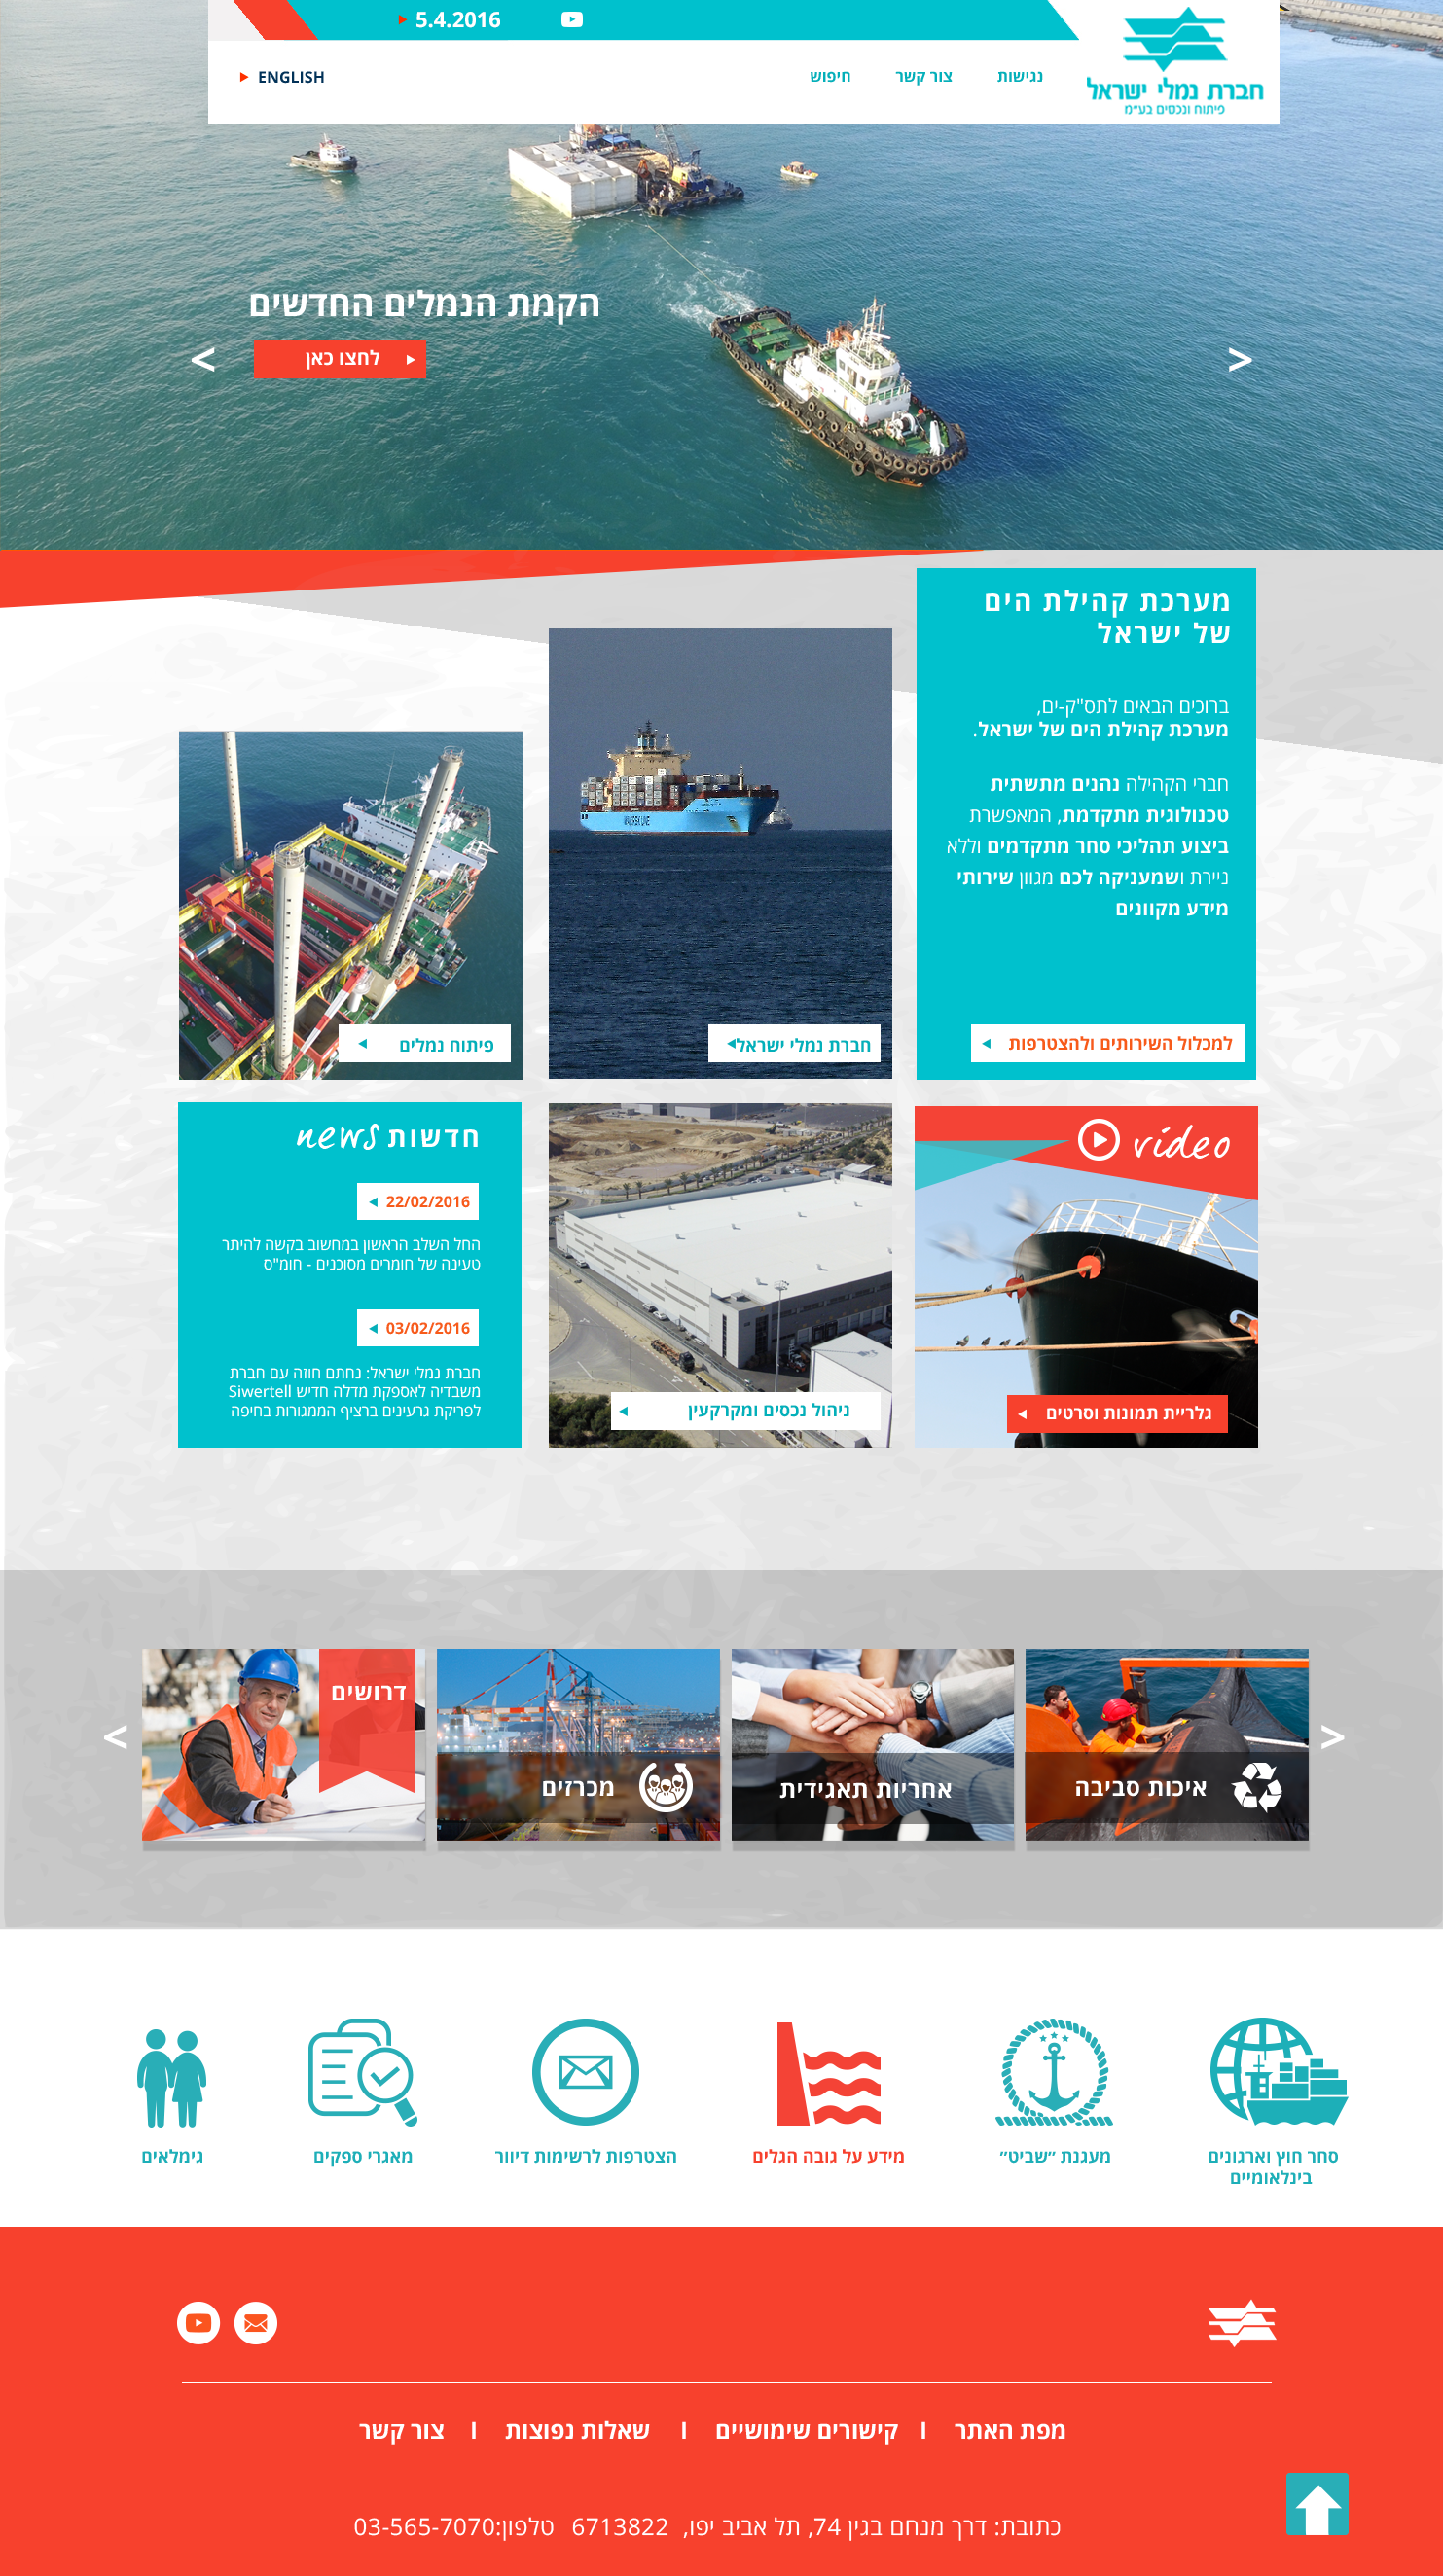 5.4.2016
חברת נמלי ישראל
פיתוח ונכסים בע״מ
נגישות
צור קשר
חיפוש
ENGLISH
הקמת הנמלים החדשים
לחצו כאן
<
>
מערכת קהילת הים
של ישראל
ברוכים הבאים לתס"ק-ים,
מערכת קהילת הים של ישראל.
חברי הקהילה נהנים מתשתית
טכנולוגית מתקדמת, המאפשרת
ביצוע תהליכי סחר מתקדמים וללא
ניירת ושמעניקה לכם מגוון שירותי
מידע מקוונים
למכלול השירותים ולהצטרפות
MAERSK LINE
חברת נמלי ישראל
פיתוח נמלים
video
גלריית תמונות וסרטים
ניהול נכסים ומקרקעין
חדשות news
22/02/2016
החל השלב הראשון במחשוב בקשה להיתר
טעינה של חומרים מסוכנים - חומ"ס
03/02/2016
חברת נמלי ישראל: נחתם חוזה עם חברת
משבדיה לאספקת מדלה חדיש Siwertell
לפריקת גרעינים ברציף הממגורות בחיפה
איכות סביבה
אחריות תאגידית
מכרזים
דרושים
<
>
סחר חוץ וארגונים
בינלאומיים
מעגנת ״שביט״
מידע על גובה הגלים
הצטרפות לרשימות דיוור
מאגרי ספקים
גימלאים
מפת האתר I קישורים שימושיים I שאלות נפוצות I צור קשר
כתובת: דרך מנחם בגין 74, תל אביב יפו, 6713822 טלפון:03-565-7070